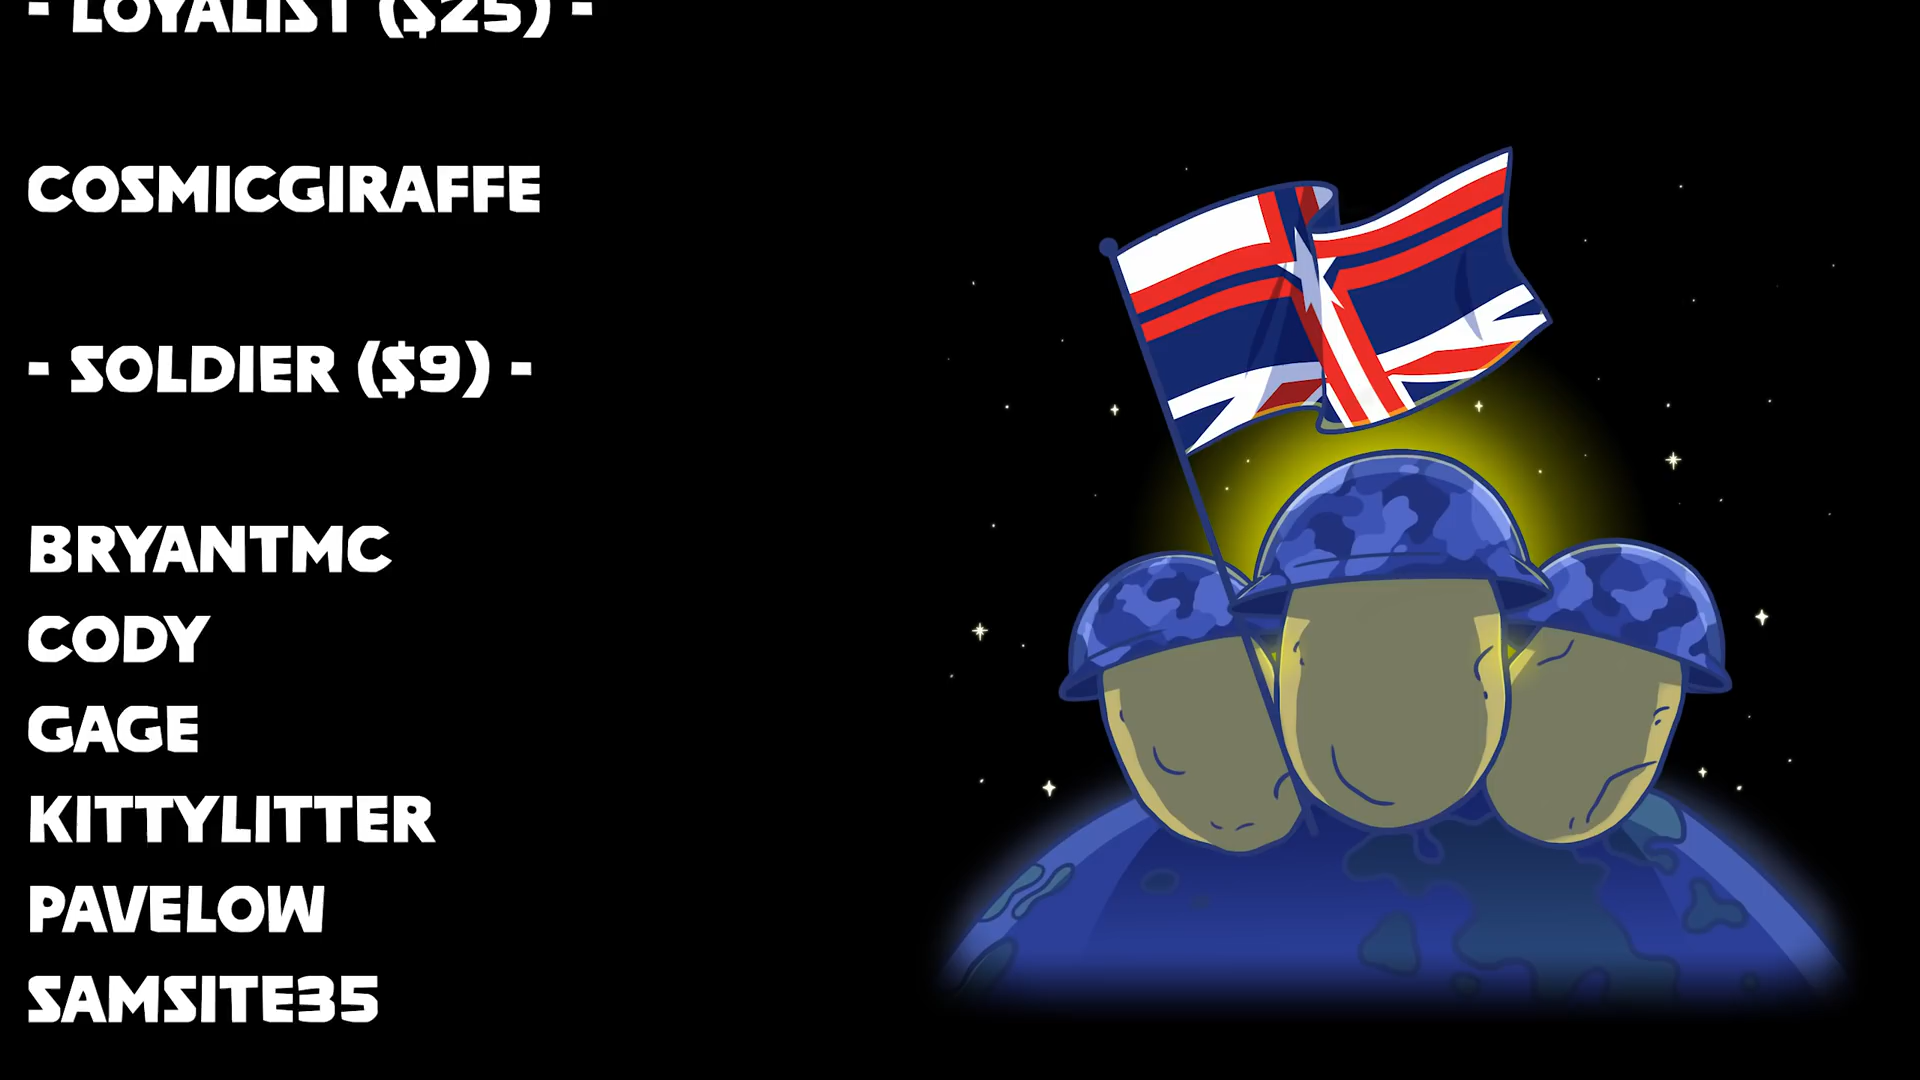 - LOYALIST ($25) -
COSMICGIRAFFE
- SOLDIER ($9) -
BRYANTMC
CODY
GAGE
KITTYLITTER
PAVELOW
SAMSITE35